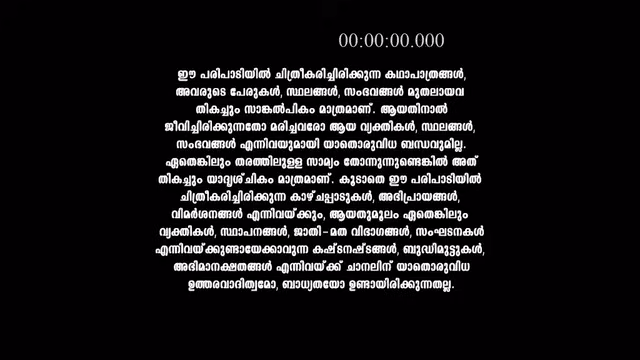 00:00:00.000
ഈ പരിപാടിയിൽ ചിത്രീകരിച്ചിരിക്കുന്ന കഥാപാത്രങ്ങൾ,
അവരുടെ പേരുകൾ, സ്ഥലങ്ങൾ, സംഭവങ്ങൾ മുതലായവ
തികച്ചും സാങ്കൽപികം മാത്രമാണ്. ആയതിനാൽ
ജീവിച്ചിരിക്കുന്നതോ മരിച്ചവരോ ആയ വ്യക്തികൾ, സ്ഥലങ്ങൾ,
സംഭവങ്ങൾ എന്നിവയുമായി യാതൊരുവിധ ബന്ധവുമില്ല.
ഏതെങ്കിലും തരത്തിലുളള സാമ്യം തോന്നുന്നുണ്ടെങ്കിൽ അത്
തികച്ചും യാദൃശ്ചികം മാത്രമാണ്. കൂടാതെ ഈ പരിപാടിയിൽ
ചിത്രീകരിച്ചിരിക്കുന്ന കാഴ്ചപ്പാടുകൾ, അഭിപ്രായങ്ങൾ,
വിമർശനങ്ങൾ എന്നിവയ്ക്കും, ആയതുമൂലം ഏതെങ്കിലും
വ്യക്തികൾ, സ്ഥാപനങ്ങൾ, ജാതി-മത വിഭാഗങ്ങൾ, സംഘടനകൾ
എന്നിവയ്ക്കുണ്ടായേക്കാവുന്ന കഷ്ടനഷ്ടങ്ങൾ, ബുദ്ധിമുട്ടുകൾ,
അഭിമാനക്ഷതങ്ങൾ എന്നിവയ്ക്ക് ചാനലിന് യാതൊരുവിധ
ഉത്തരവാദിത്വമോ, ബാധ്യതയോ ഉണ്ടായിരിക്കുന്നതല്ല.